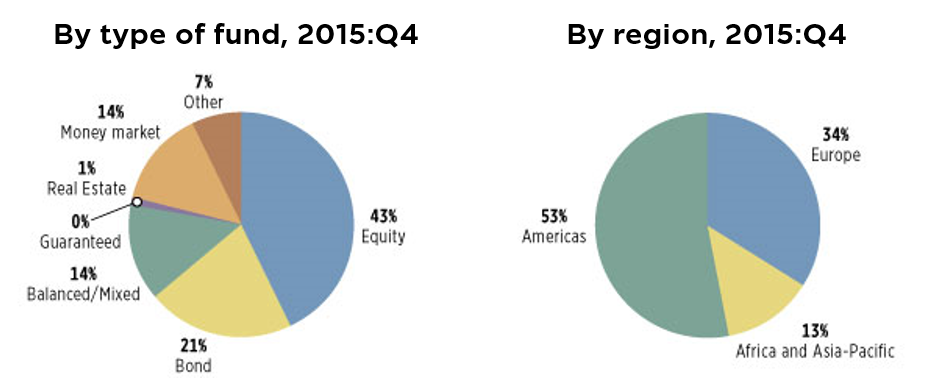 By type of fund, 2015:Q4
7%
Other
14%
Money market
1%
Real Estate
0%
Guaranteed
14%
Balanced/Mixed
21%
Bond
43%
Equity
By region, 2015:Q4
34%
Europe
53%
Americas
13%
Africa and Asia-Pacific